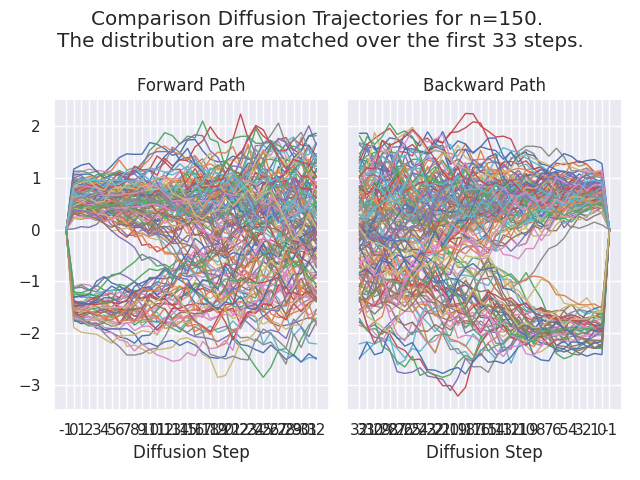 Comparison Diffusion Trajectories for n=150.
The distribution are matched over the first 33 steps.
Forward Path
Backward Path
2
1
0
−1
−2
−3
Diffusion Step
Diffusion Step